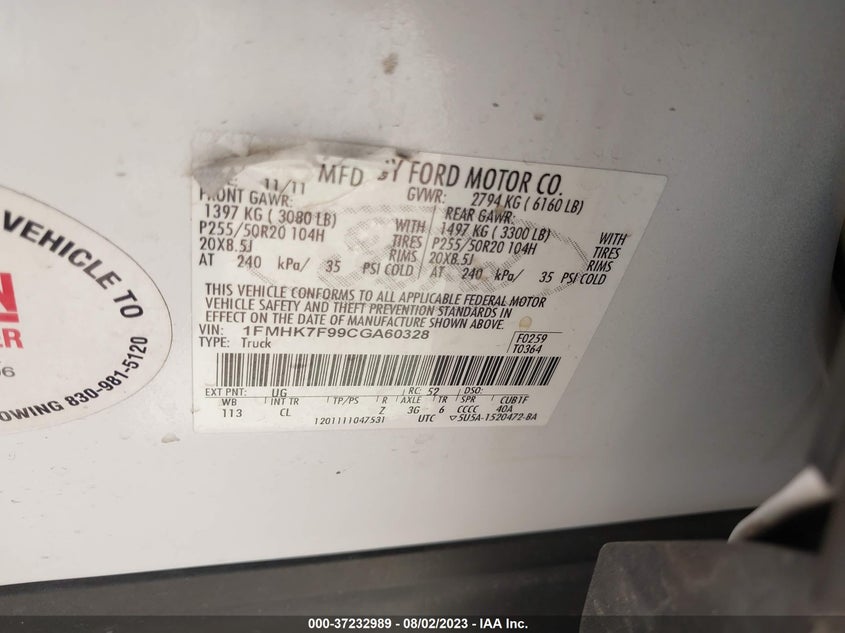 MFD BY FORD MOTOR CO.
11/11 GVWR: 2794 KG ( 6160 LB)
FRONT GAWR: REAR GAWR:
1397 KG ( 3080 LB) WITH 1497 KG ( 3300 LB) WITH
P255/50R20 104H TIRES P255/50R20 104H TIRES
20X8.5J RIMS 20X8.5J RIMS
AT 240 kPa/ 35 PSI COLD AT 240 kPa/ 35 PSI COLD
THIS VEHICLE CONFORMS TO ALL APPLICABLE FEDERAL MOTOR
VEHICLE SAFETY AND THEFT PREVENTION STANDARDS IN
EFFECT ON THE DATE OF MANUFACTURE SHOWN ABOVE.
VIN: 1FMHK7F99CGA60328 F0259
TYPE: Truck T0364
EXT PNT: UG RC: 52 DSO:
WB INT TR TP/PS R AXLE TR SPR CUB1F
113 CL Z 3G 6 CCCC 40A
1201111047531 UTC ▽5U5A-1520472-BA
VEHICLE TO
N
ER
6
OWING 830-981-5120
000-37232989 - 08/02/2023 - IAA Inc.